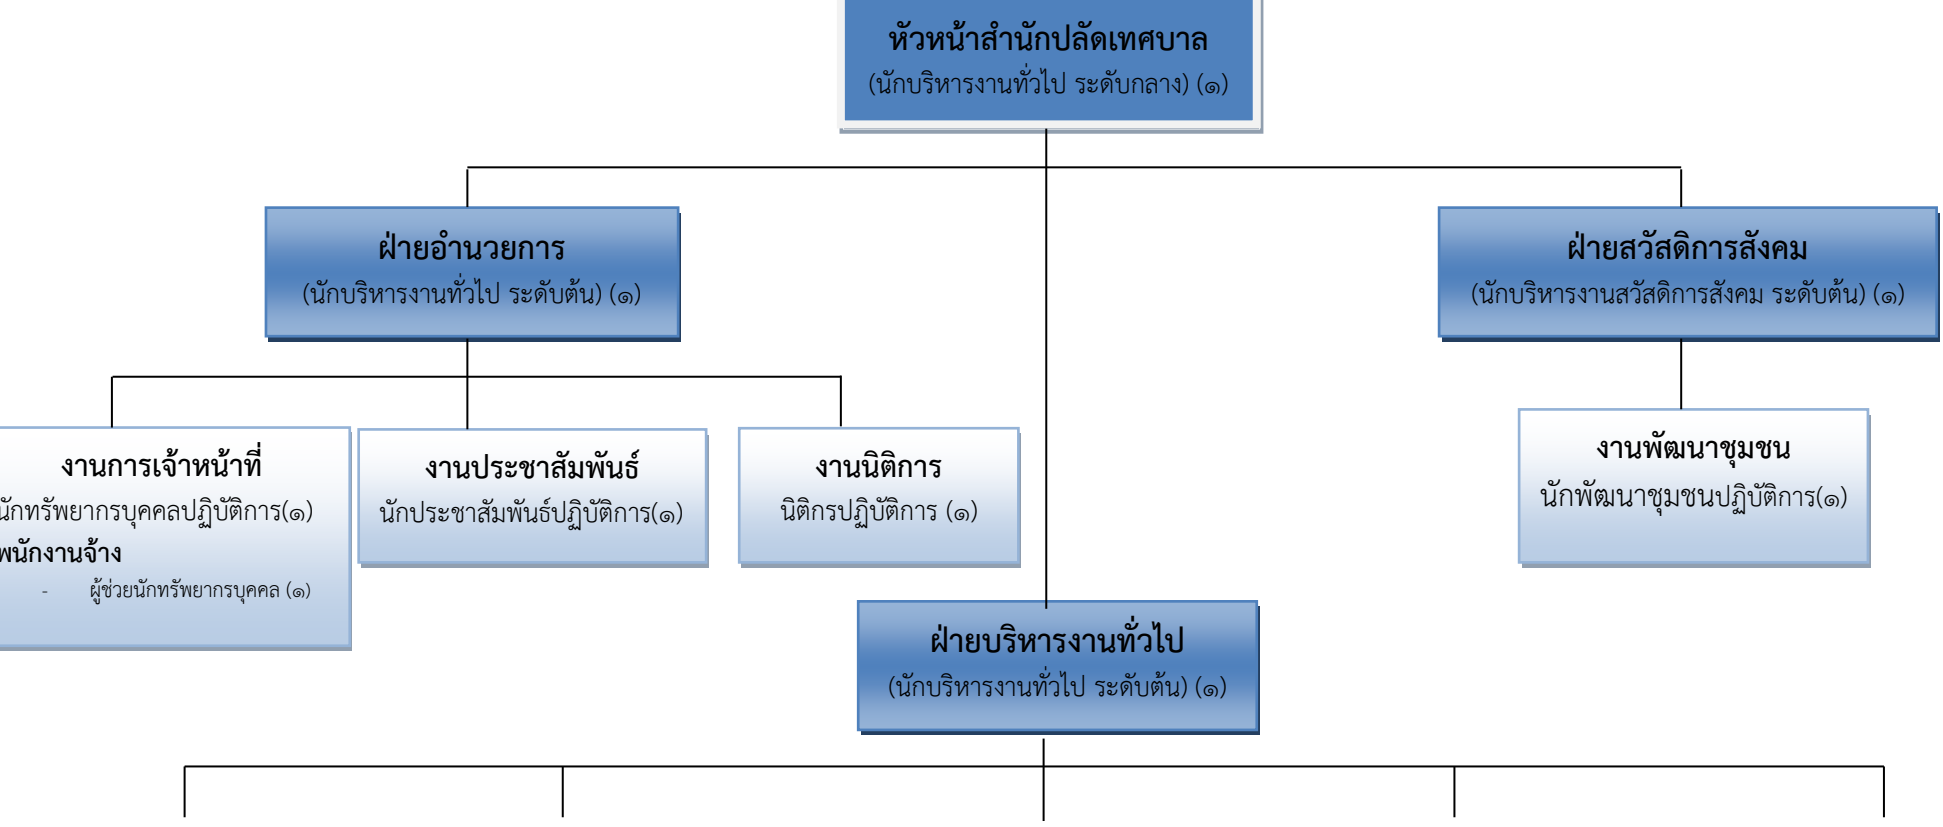 หัวหน้าสำนักปลัดเทศบาล
(นักบริหารงานทั่วไป ระดับกลาง) (๑)
ฝ่ายอำนวยการ
(นักบริหารงานทั่วไป ระดับต้น) (๑)
ฝ่ายสวัสดิการสังคม
(นักบริหารงานสวัสดิการสังคม ระดับต้น) (๑)
งานการเจ้าหน้าที่
นักทรัพยากรบุคคลปฏิบัติการ(๑)
พนักงานจ้าง
- ผู้ช่วยนักทรัพยากรบุคคล (๑)
งานประชาสัมพันธ์
นักประชาสัมพันธ์ปฏิบัติการ(๑)
งานนิติการ
นิติกรปฏิบัติการ (๑)
งานพัฒนาชุมชน
นักพัฒนาชุมชนปฏิบัติการ(๑)
ฝ่ายบริหารงานทั่วไป
(นักบริหารงานทั่วไป ระดับต้น) (๑)